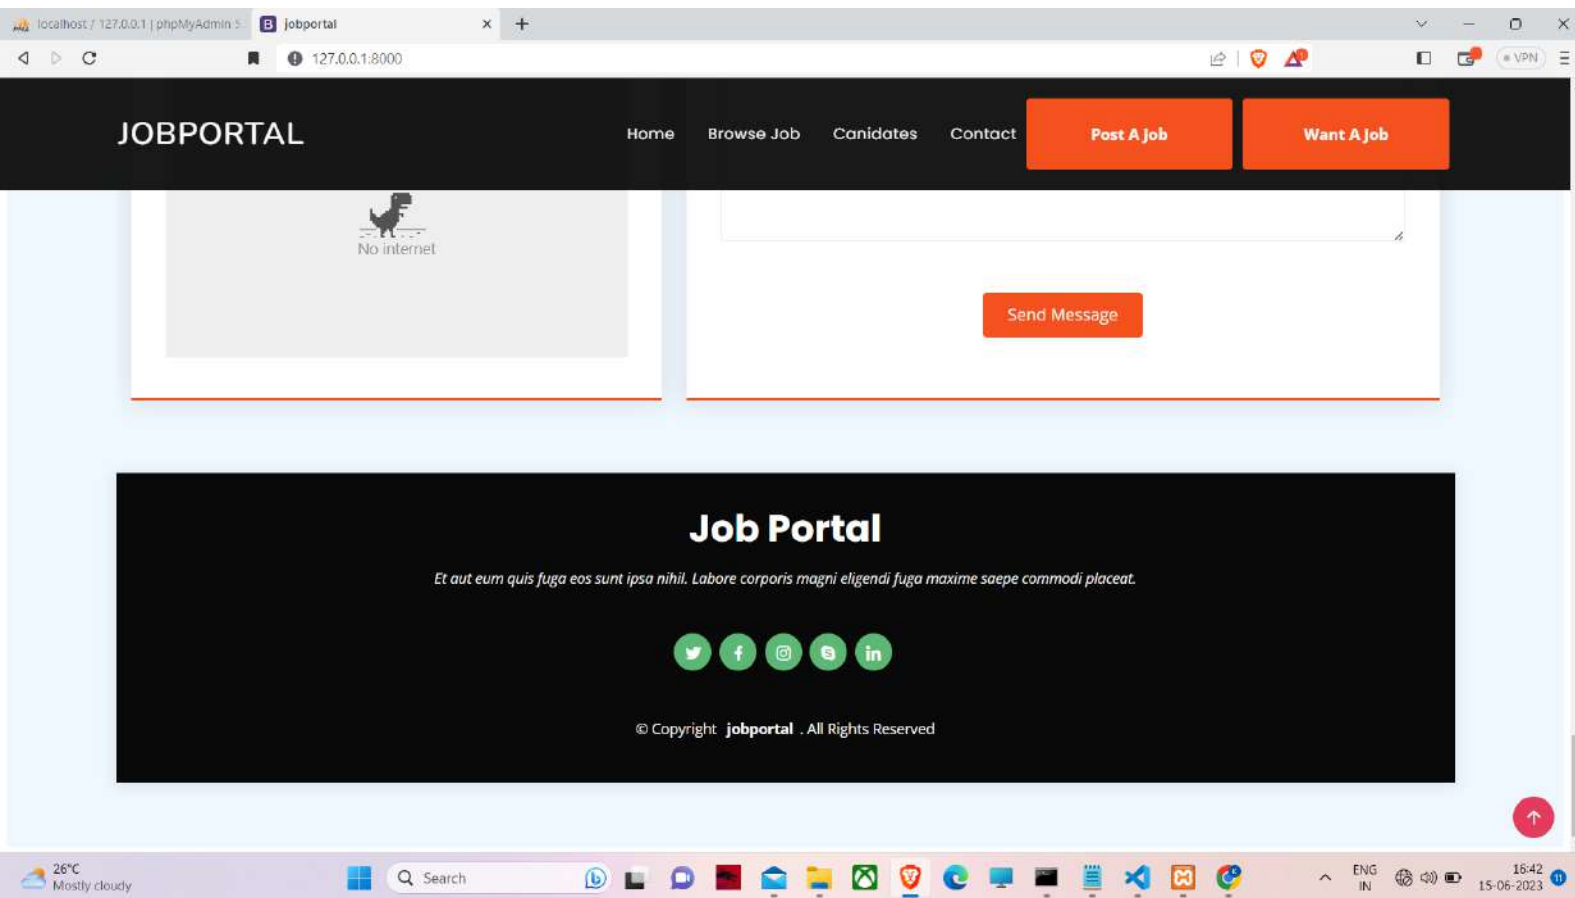 localhost / 127.0.0.1 | phpMyAdmin 5.
jobportal
127.0.0.1:8000
VPN
JOBPORTAL
Home
Browse Job
Canidates
Contact
Post A Job
Want A Job
No internet
Send Message
Job Portal
Et aut eum quis fuga eos sunt ipsa nihil. Labore corporis magni eligendi fuga maxime saepe commodi placeat.
© Copyright jobportal . All Rights Reserved
26°C
Mostly cloudy
Search
ENG
IN
16:42
15-06-2023
11